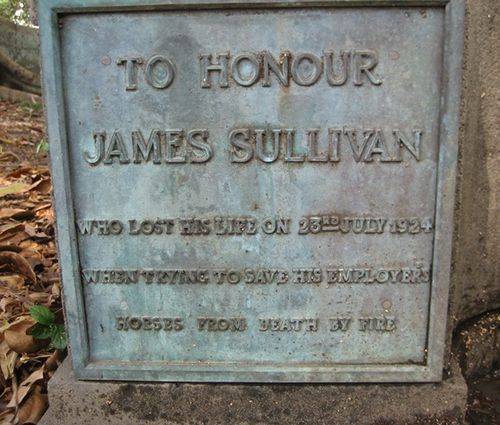 TO HONOUR
JAMES SULLIVAN
WHO LOST HIS LIFE ON 23RD JULY 1924
WHEN TRYING TO SAVE HIS EMPLOYERS
HORSES FROM DEATH BY FIRE